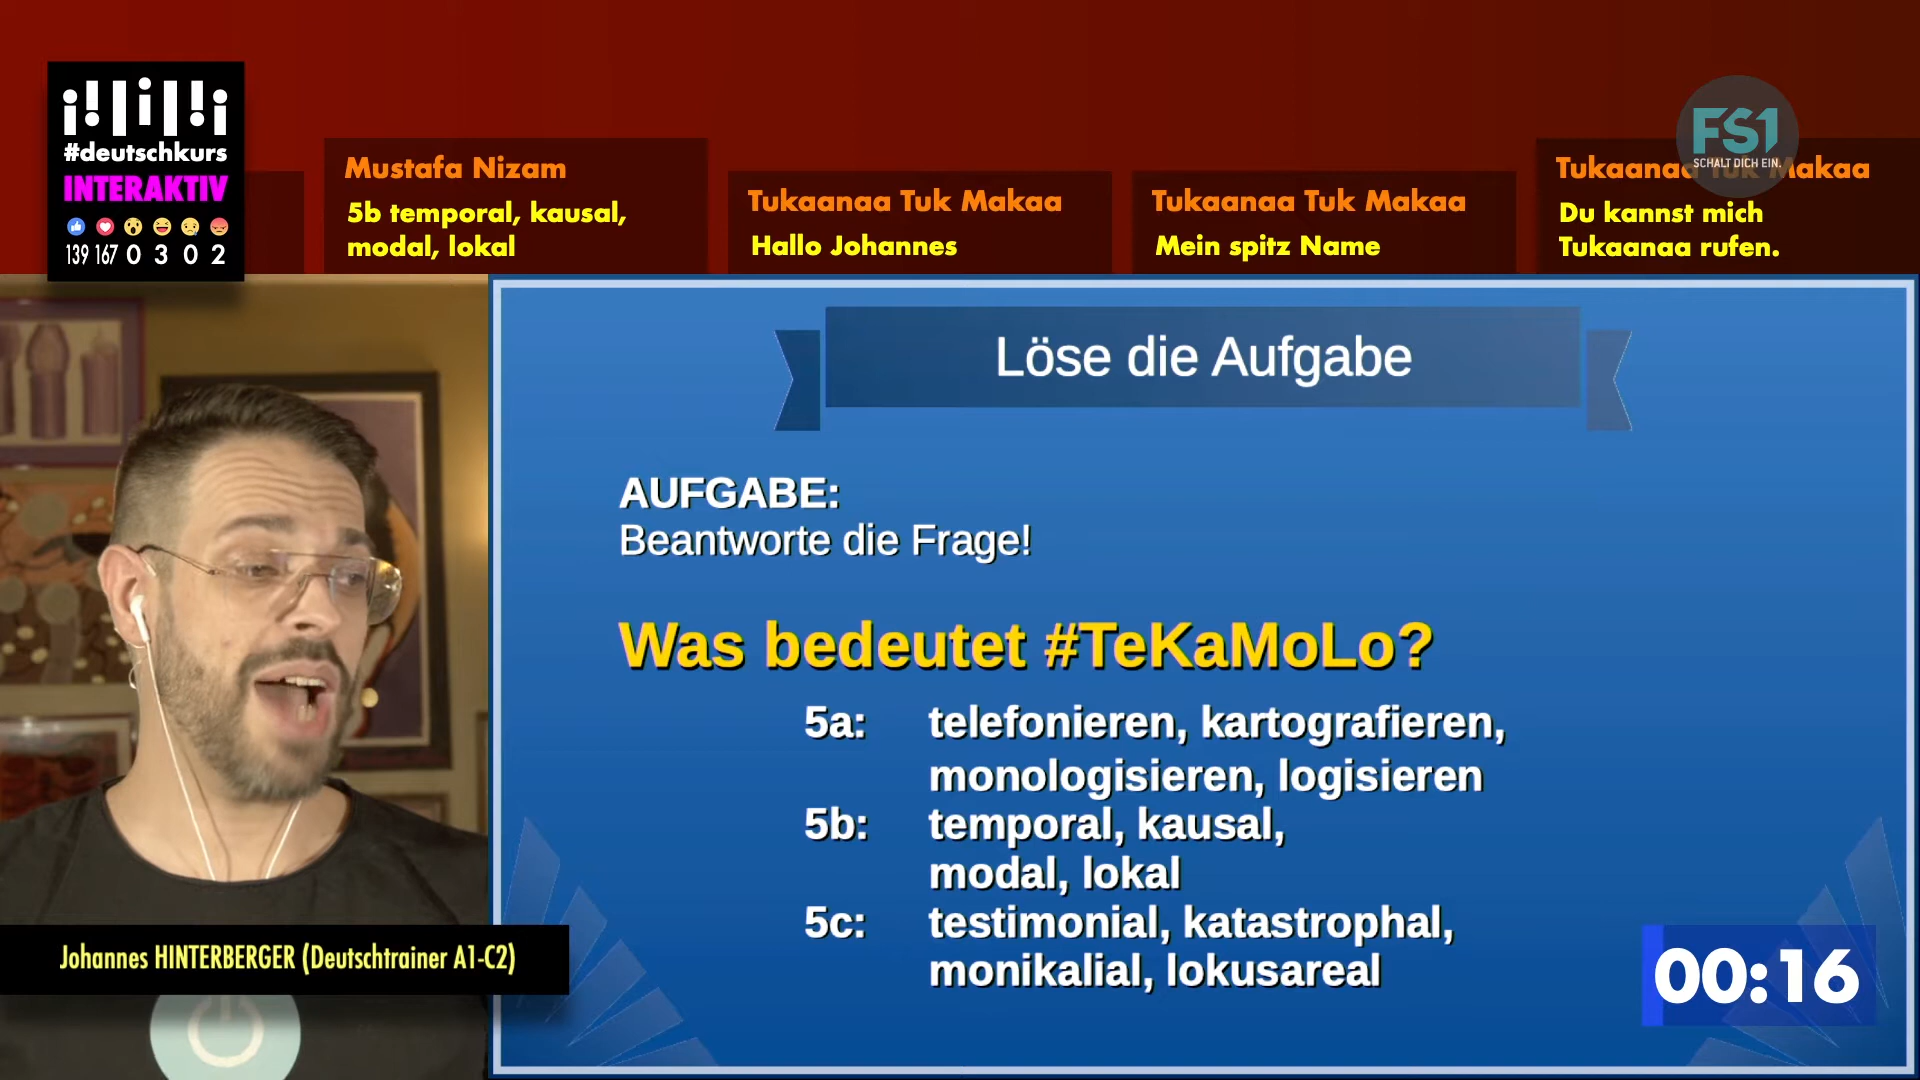 #deutschkurs
INTERAKTIV
139 167 0 3 0 2
Mustafa Nizam
5b temporal, kausal,
modal, lokal
Tukaanaa Tuk Makaa
Hallo Johannes
Tukaanaa Tuk Makaa
Mein spitz Name
Tukaanaa Tuk Makaa
Du kannst mich
Tukaanaa rufen.
FS1
SCHALT DICH EIN.
Löse die Aufgabe
AUFGABE:
Beantworte die Frage!
Was bedeutet #TeKaMoLo?
5a: telefonieren, kartografieren,
monologisieren, logisieren
5b: temporal, kausal,
modal, lokal
5c: testimonial, katastrophal,
monikalial, lokusareal
Johannes HINTERBERGER (Deutschtrainer A1-C2)
00:16